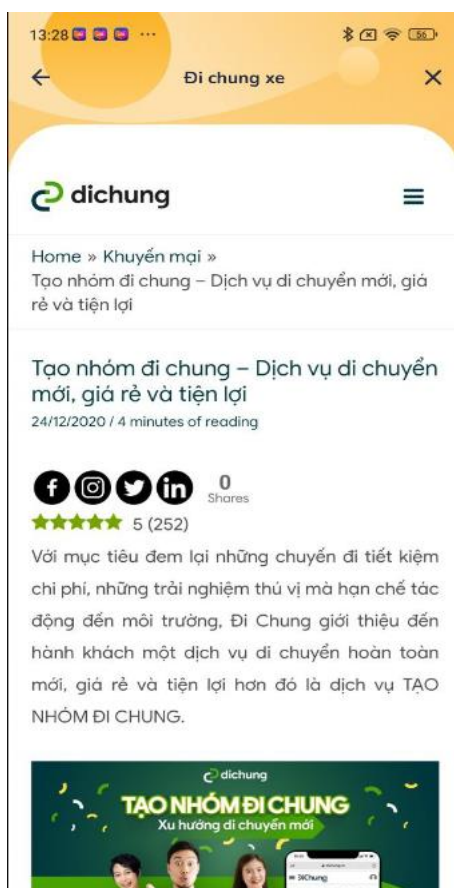 13:28
56
Đi chung xe
dichung
Home » Khuyến mại »
Tạo nhóm đi chung – Dịch vụ di chuyển mới, giá
rẻ và tiện lợi
Tạo nhóm đi chung – Dịch vụ di chuyển
mới, giá rẻ và tiện lợi
24/12/2020 / 4 minutes of reading
0
Shares
5 (252)
Với mục tiêu đem lại những chuyến đi tiết kiệm
chi phí, những trải nghiệm thú vị mà hạn chế tác
động đến môi trường, Đi Chung giới thiệu đến
hành khách một dịch vụ di chuyển hoàn toàn
mới, giá rẻ và tiện lợi hơn đó là dịch vụ TẠO
NHÓM ĐI CHUNG.
dichung
TẠO NHÓM ĐI CHUNG
Xu hướng di chuyển mới